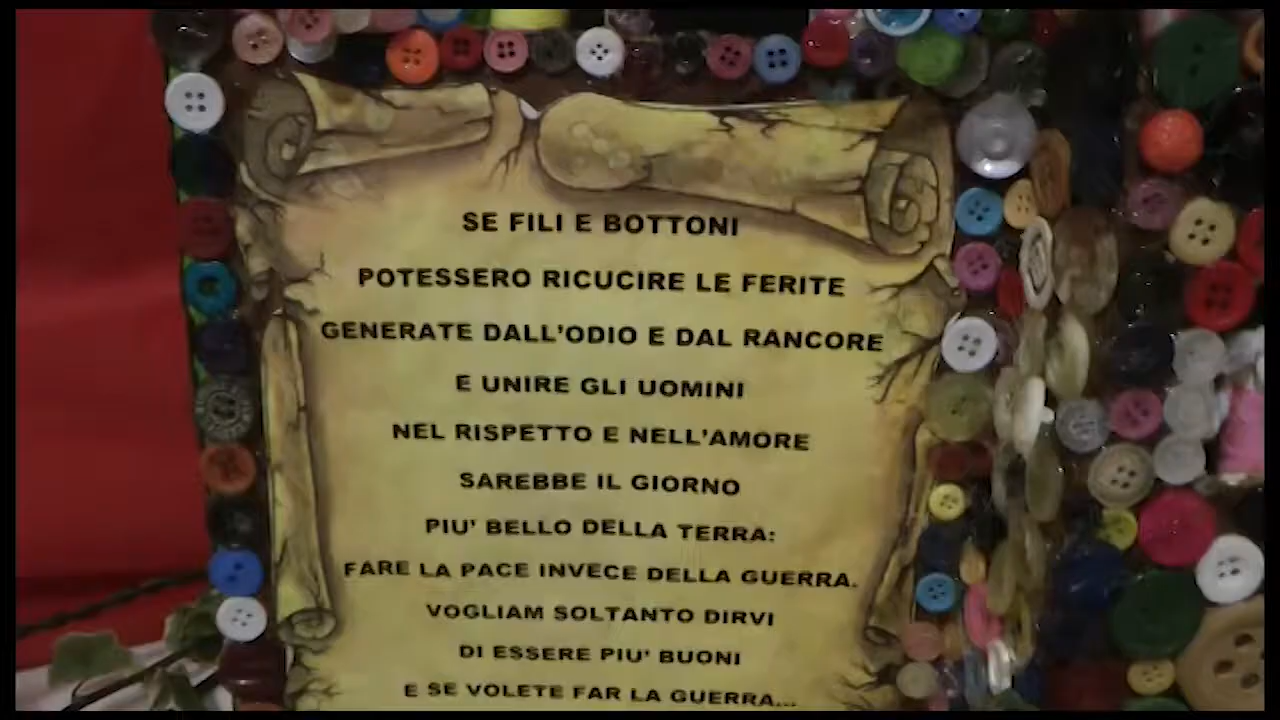 SE FILI E BOTTONI
POTESSERO RICUCIRE LE FERITE
GENERATE DALL'ODIO E DAL RANCORE
E UNIRE GLI UOMINI
NEL RISPETTO E NELL'AMORE
SAREBBE IL GIORNO
PIU' BELLO DELLA TERRA:
FARE LA PACE INVECE DELLA GUERRA.
VOGLIAM SOLTANTO DIRVI
DI ESSERE PIU' BUONI
E SE VOLETE FAR LA GUERRA...